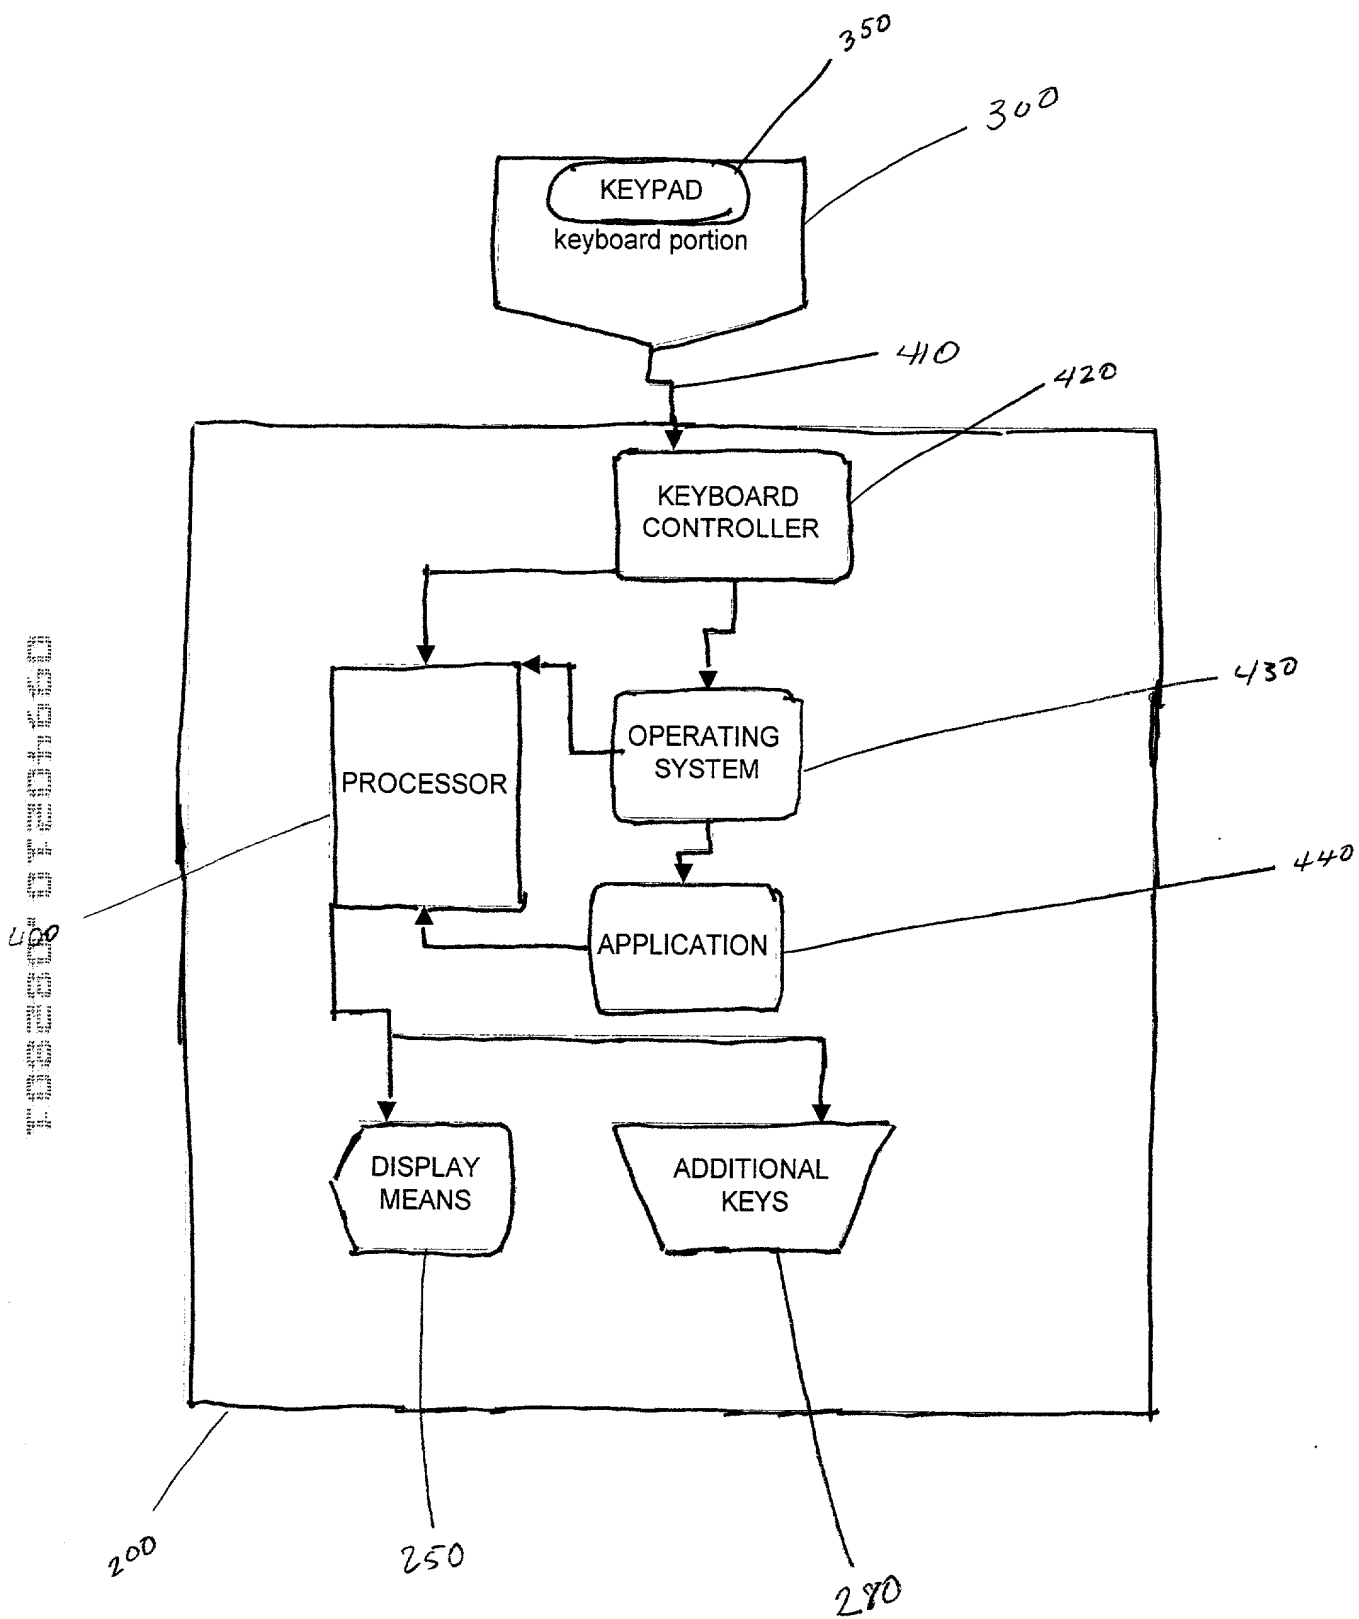 350
300
KEYPAD
keyboard portion
410
420
KEYBOARD
CONTROLLER
430
OPERATING
SYSTEM
PROCESSOR
440
400
APPLICATION
DISPLAY
MEANS
ADDITIONAL
KEYS
200
250
280